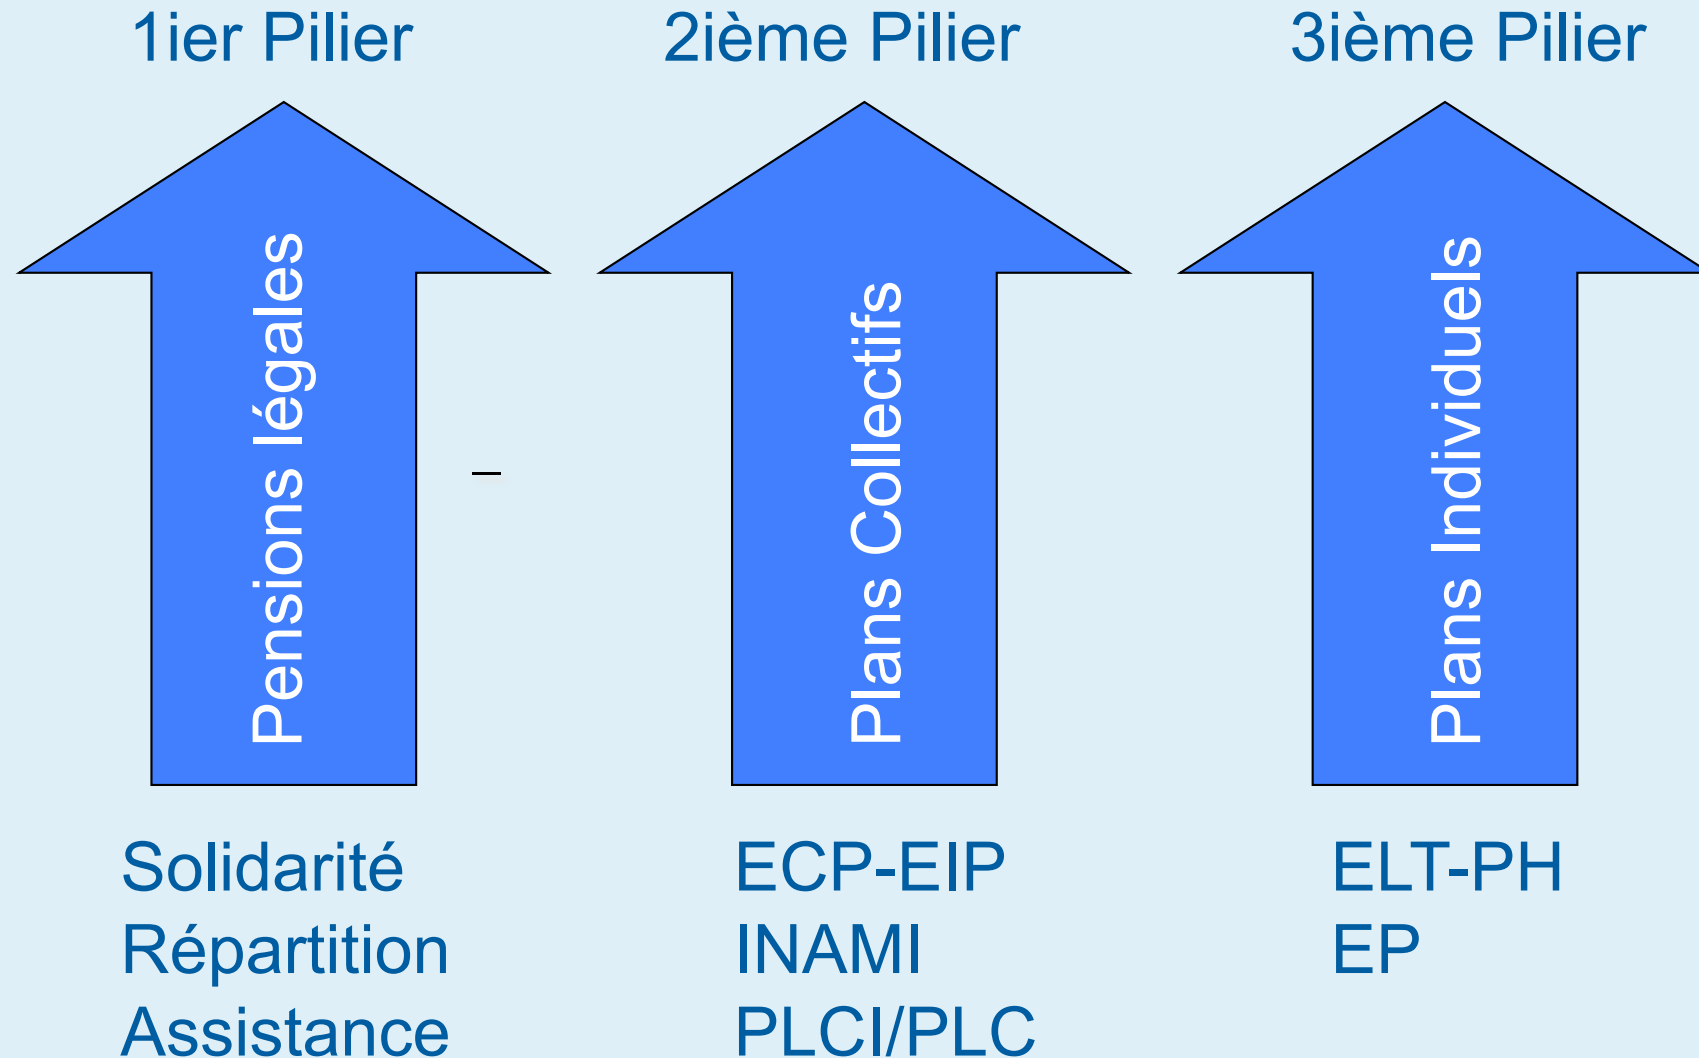 1ier Pilier
2ième Pilier
3ième Pilier
Pensions légales
Plans Collectifs
Plans Individuels
–
Solidarité
Répartition
Assistance
ECP-EIP
INAMI
PLCI/PLC
ELT-PH
EP